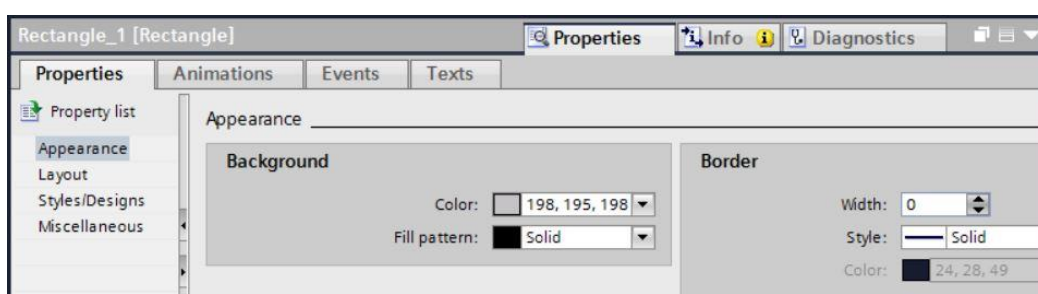 Rectangle_1 [Rectangle]
Properties Info Diagnostics
Properties Animations Events Texts
Property list
Appearance
Layout
Styles/Designs
Miscellaneous
Appearance
Background
Color: 198, 195, 198
Fill pattern: Solid
Border
Width: 0
Style: Solid
Color: 24, 28, 49